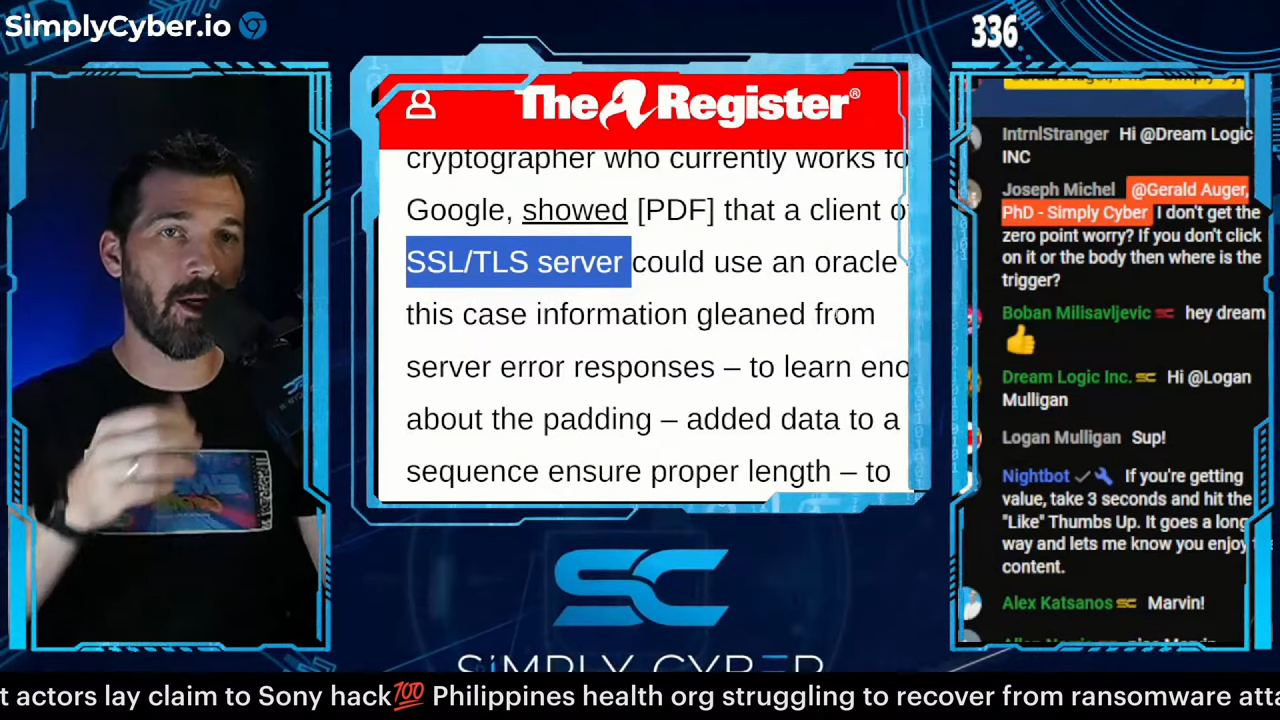 SimplyCyber.io
336
The Register®
cryptographer who currently works fo
Google, showed [PDF] that a client o
SSL/TLS server could use an oracle
this case information gleaned from
server error responses – to learn eno
about the padding – added data to a
sequence ensure proper length – to
SC
SIMPLY CYBER
IntrnlStranger Hi @Dream Logic
INC
Joseph Michel @Gerald Auger,
PhD - Simply Cyber I don't get the
zero point worry? If you don't click
on it or the body then where is the
trigger?
Boban Milisavljevic hey dream
👍
Dream Logic Inc. Hi @Logan
Mulligan
Logan Mulligan Sup!
Nightbot If you're getting
value, take 3 seconds and hit the
"Like" Thumbs Up. It goes a long
way and lets me know you enjoy
content.
Alex Katsanos Marvin!
t actors lay claim to Sony hack💯 Philippines health org struggling to recover from ransomware atta